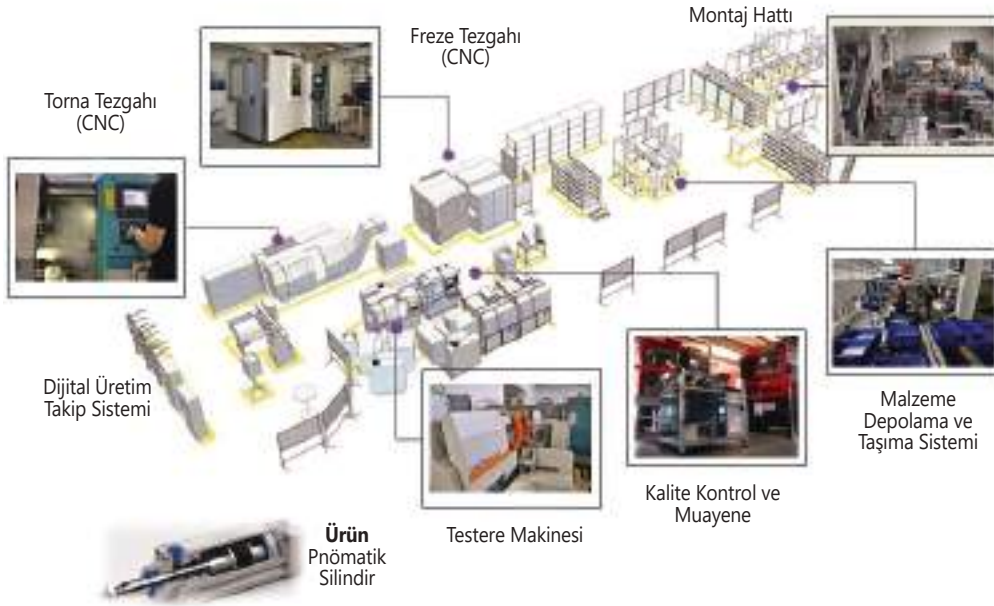 Montaj Hattı
Freze Tezgahı
(CNC)
Torna Tezgahı
(CNC)
Dijital Üretim
Takip Sistemi
Malzeme
Depolama ve
Taşıma Sistemi
Kalite Kontrol ve
Muayene
Testere Makinesi
Ürün
Pnömatik
Silindir